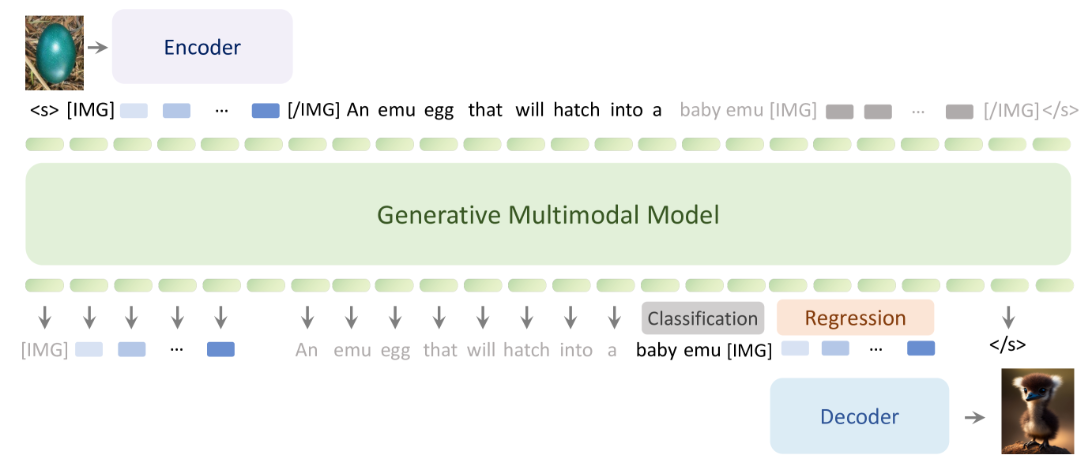 Encoder
<s> [IMG] ... [/IMG] An emu egg that will hatch into a baby emu [IMG] ... [/IMG] </s>
Generative Multimodal Model
Classification Regression
[IMG] ... An emu egg that will hatch into a baby emu [IMG] ... </s>
Decoder